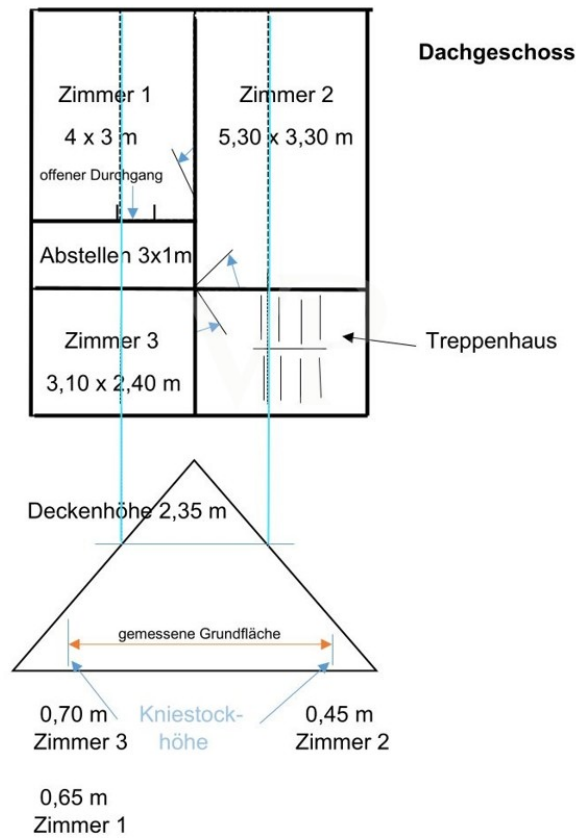 Dachgeschoss
Zimmer 1
4 x 3 m
Zimmer 2
5,30 x 3,30 m
offener Durchgang
Abstellen 3x1m
Zimmer 3
3,10 x 2,40 m
Treppenhaus
Deckenhöhe 2,35 m
gemessene Grundfläche
0,70 m
Zimmer 3
Kniestock-
höhe
0,45 m
Zimmer 2
0,65 m
Zimmer 1